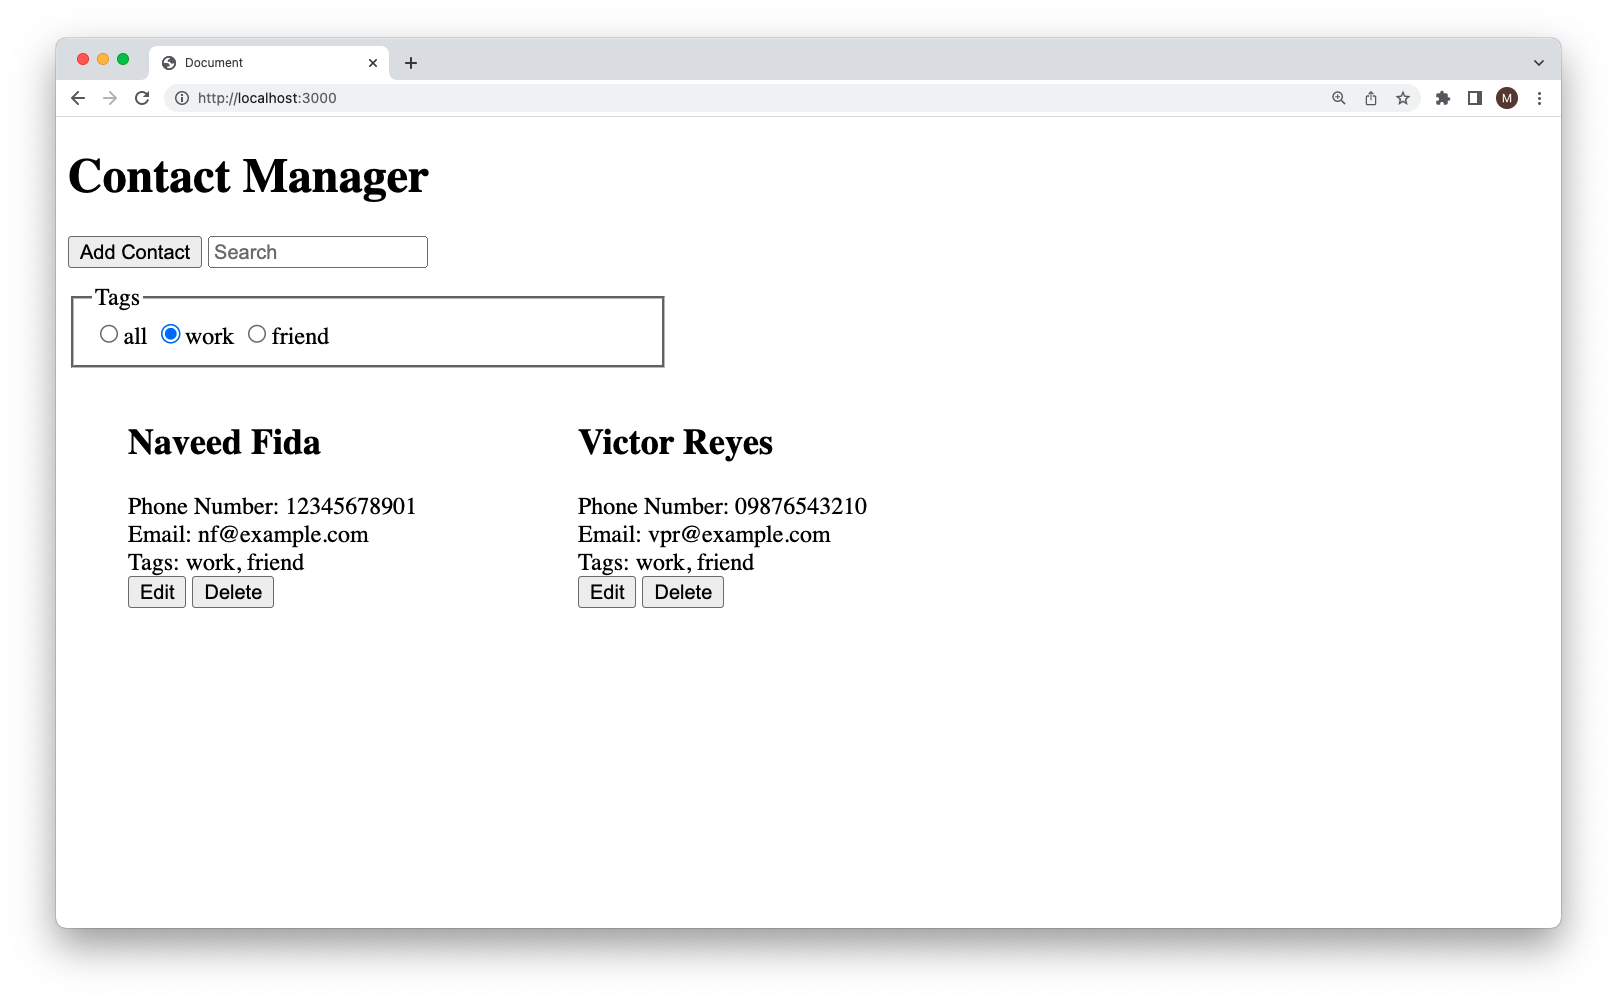 Document
http://localhost:3000
M
Contact Manager
Add Contact Search
Tags
all work friend
Naveed Fida
Phone Number: 12345678901
Email: nf@example.com
Tags: work, friend
Edit Delete
Victor Reyes
Phone Number: 09876543210
Email: vpr@example.com
Tags: work, friend
Edit Delete